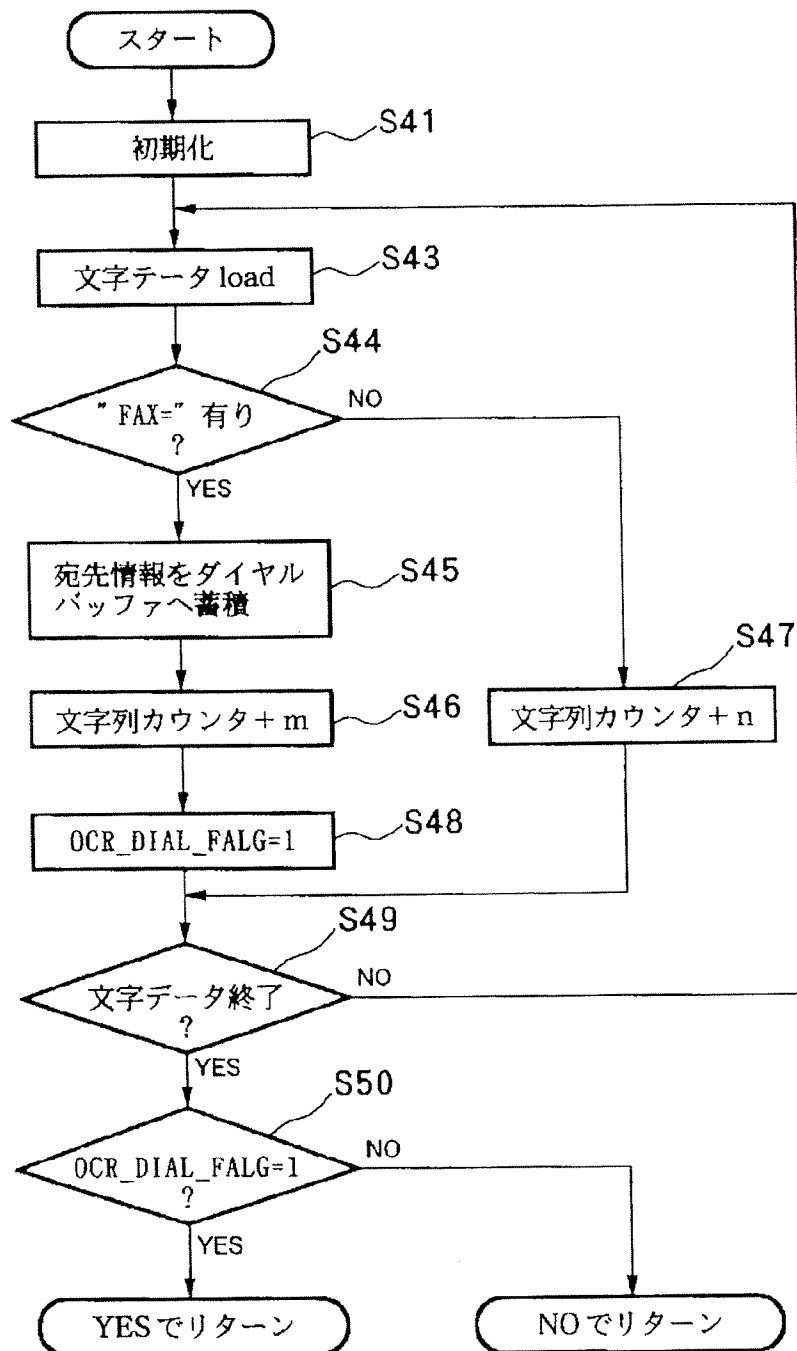 スタート
初期化
S41
文字テータ load
S43
S44
" FAX=" 有り
?
NO
YES
宛先情報をダイヤル
バッファへ蓄積
S45
S47
文字列カウンタ+m
S46
文字列カウンタ+n
OCR_DIAL_FALG=1
S48
S49
文字データ終了
?
NO
YES
S50
OCR_DIAL_FALG=1
?
NO
YES
YESでリターン
NOでリターン